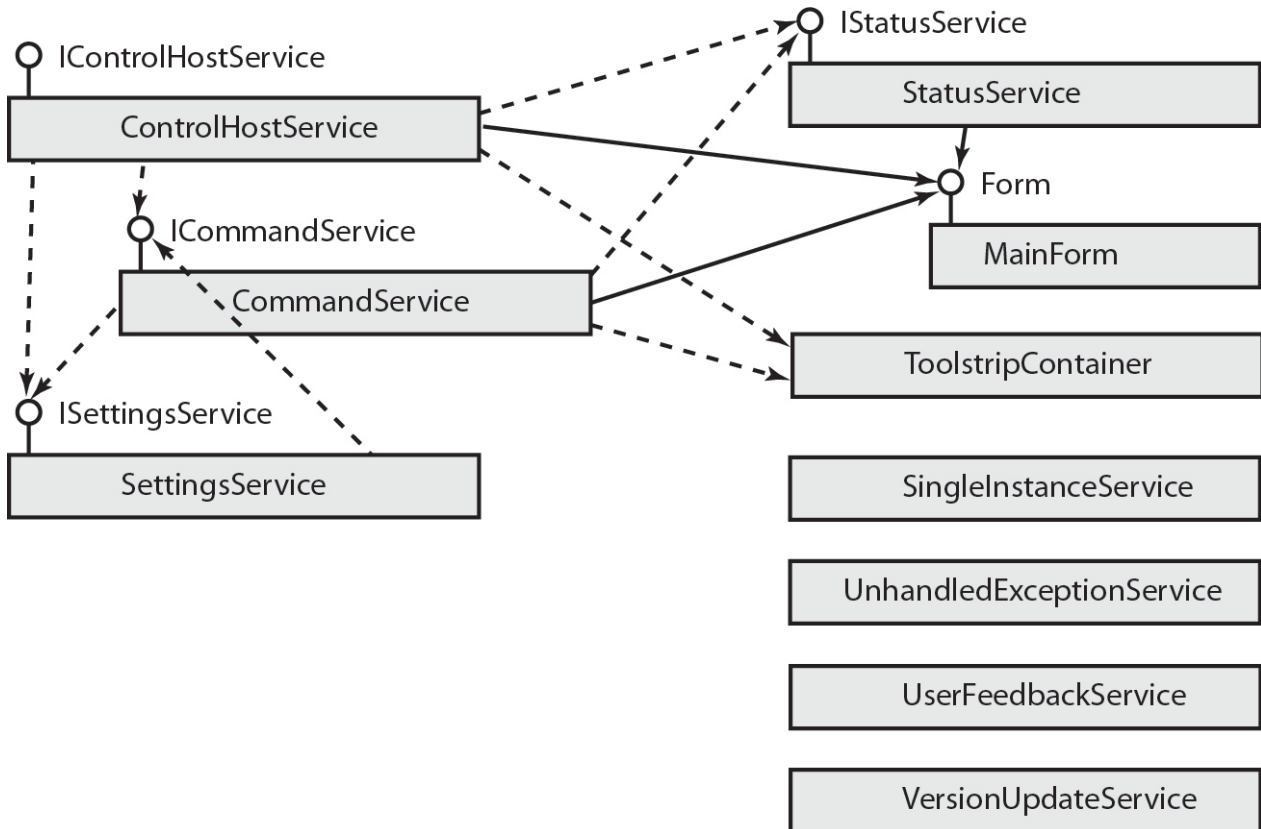 IControlHostService
ControlHostService
ICommandService
CommandService
ISettingsService
SettingsService
IStatusService
StatusService
Form
MainForm
ToolstripContainer
SingleInstanceService
UnhandledExceptionService
UserFeedbackService
VersionUpdateService